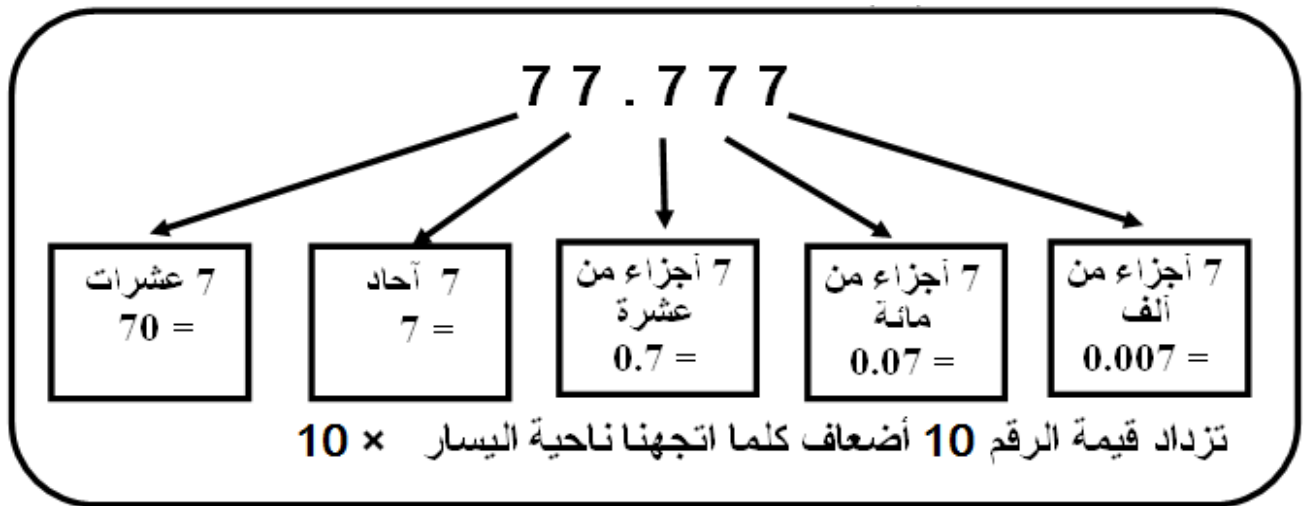 7 7 . 7 7 7
7 أجزاء من
ألف
= 0.007
7 أجزاء من
مائة
= 0.07
7 أجزاء من
عشرة
= 0.7
7 آحاد
= 7
7 عشرات
= 70
تزداد قيمة الرقم 10 أضعاف كلما اتجهنا ناحية اليسار × 10